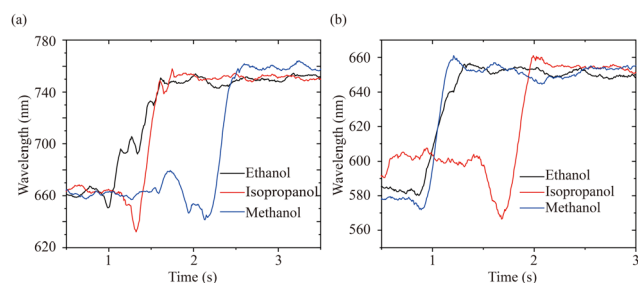 (a)
780
740
700
660
620
Wavelength (nm)
Ethanol
Isopropanol
Methanol
1
2
3
Time (s)
(b)
660
640
620
600
580
560
540
Wavelength (nm)
Ethanol
Isopropanol
Methanol
1
2
3
Time (s)